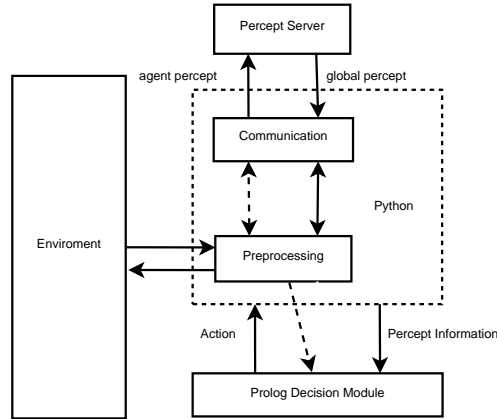 Percept Server
agent percept
global percept
Communication
Python
Enviroment
Preprocessing
Action
Percept Information
Prolog Decision Module